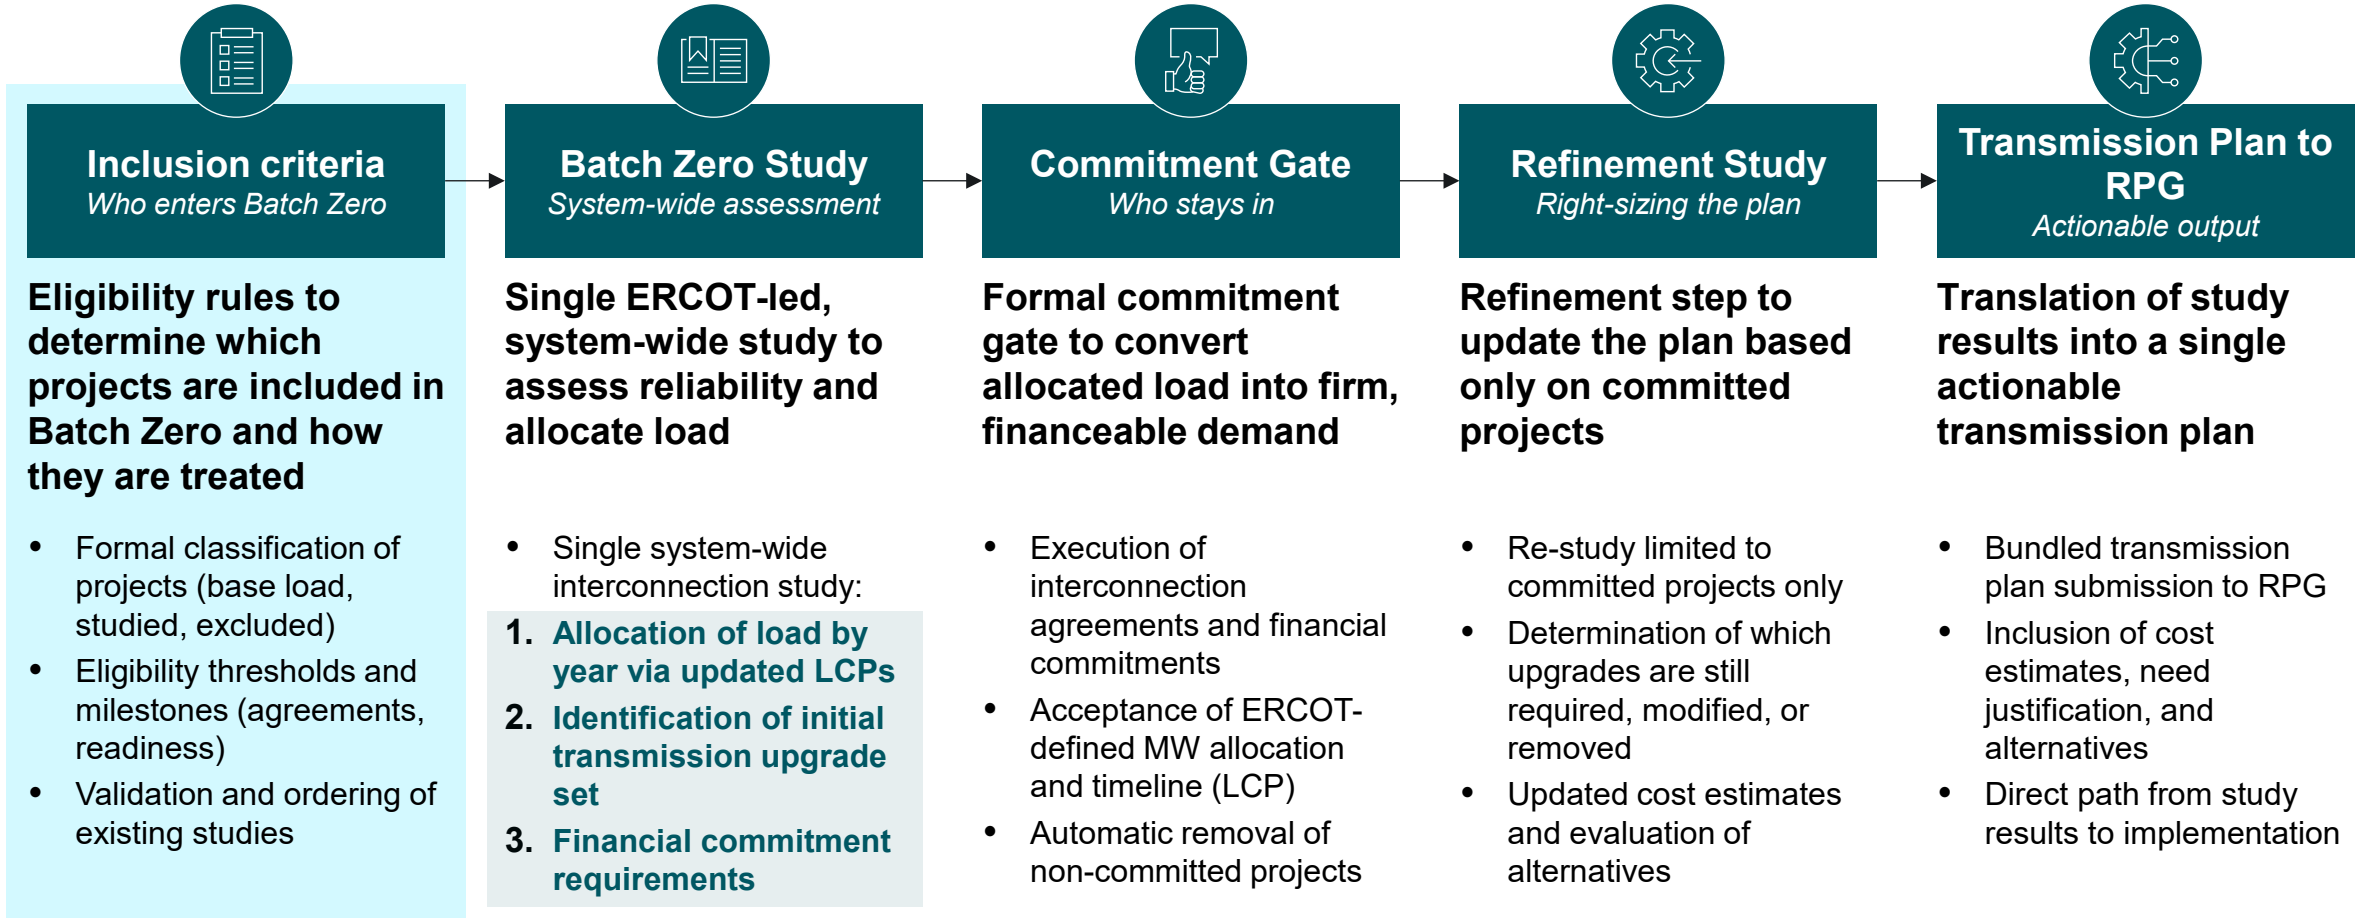 Inclusion criteria
Who enters Batch Zero
Eligibility rules to
determine which
projects are included in
Batch Zero and how
they are treated
• Formal classification of
projects (base load,
studied, excluded)
• Eligibility thresholds and
milestones (agreements,
readiness)
• Validation and ordering of
existing studies
Batch Zero Study
System-wide assessment
Single ERCOT-led,
system-wide study to
assess reliability and
allocate load
• Single system-wide
interconnection study:
1. Allocation of load by
year via updated LCPs
2. Identification of initial
transmission upgrade
set
3. Financial commitment
requirements
Commitment Gate
Who stays in
Formal commitment
gate to convert
allocated load into firm,
financeable demand
• Execution of
interconnection
agreements and financial
commitments
• Acceptance of ERCOT-
defined MW allocation
and timeline (LCP)
• Automatic removal of
non-committed projects
Refinement Study
Right-sizing the plan
Refinement step to
update the plan based
only on committed
projects
• Re-study limited to
committed projects only
• Determination of which
upgrades are still
required, modified, or
removed
• Updated cost estimates
and evaluation of
alternatives
Transmission Plan to
RPG
Actionable output
Translation of study
results into a single
actionable
transmission plan
• Bundled transmission
plan submission to RPG
• Inclusion of cost
estimates, need
justification, and
alternatives
• Direct path from study
results to implementation